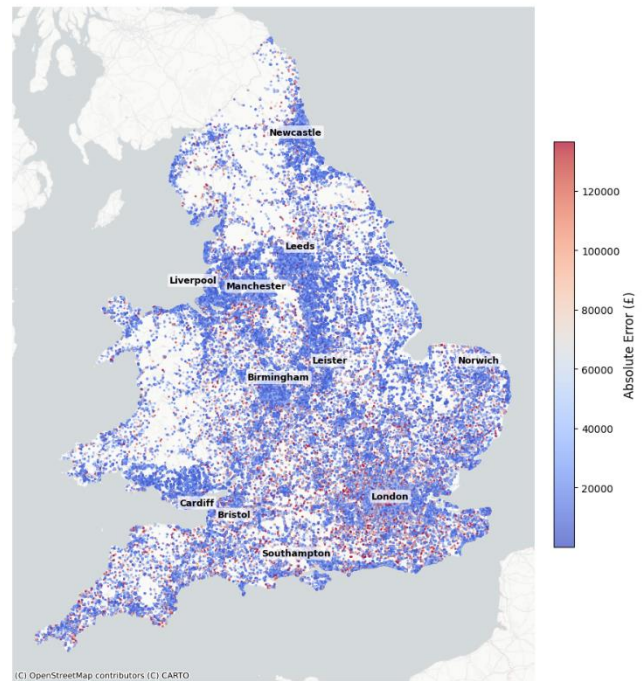 Newcastle
Leeds
Liverpool
Manchester
Leister
Norwich
Birmingham
London
Cardiff
Bristol
Southampton
(C) OpenStreetMap contributors (C) CARTO
120000
100000
80000
60000
40000
20000
Absolute Error (£)